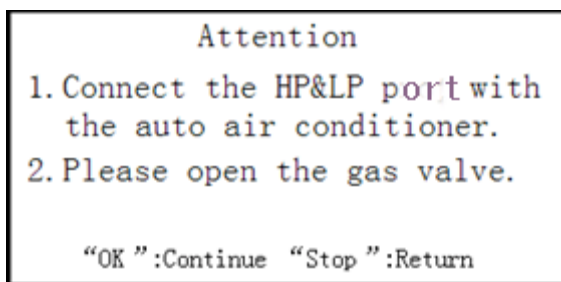 Attention
1. Connect the HP&LP port with
the auto air conditioner.
2. Please open the gas valve.
“OK”:Continue “Stop”:Return